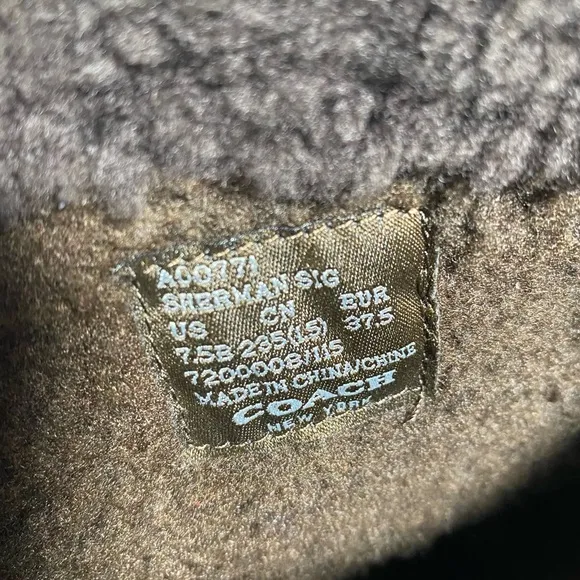 A00771
SHERMAN SIG
US CN EUR
7.5B 235(1.5) 37.5
7200008/115
MADE IN CHINA/CHINE
COACH
NEW YORK